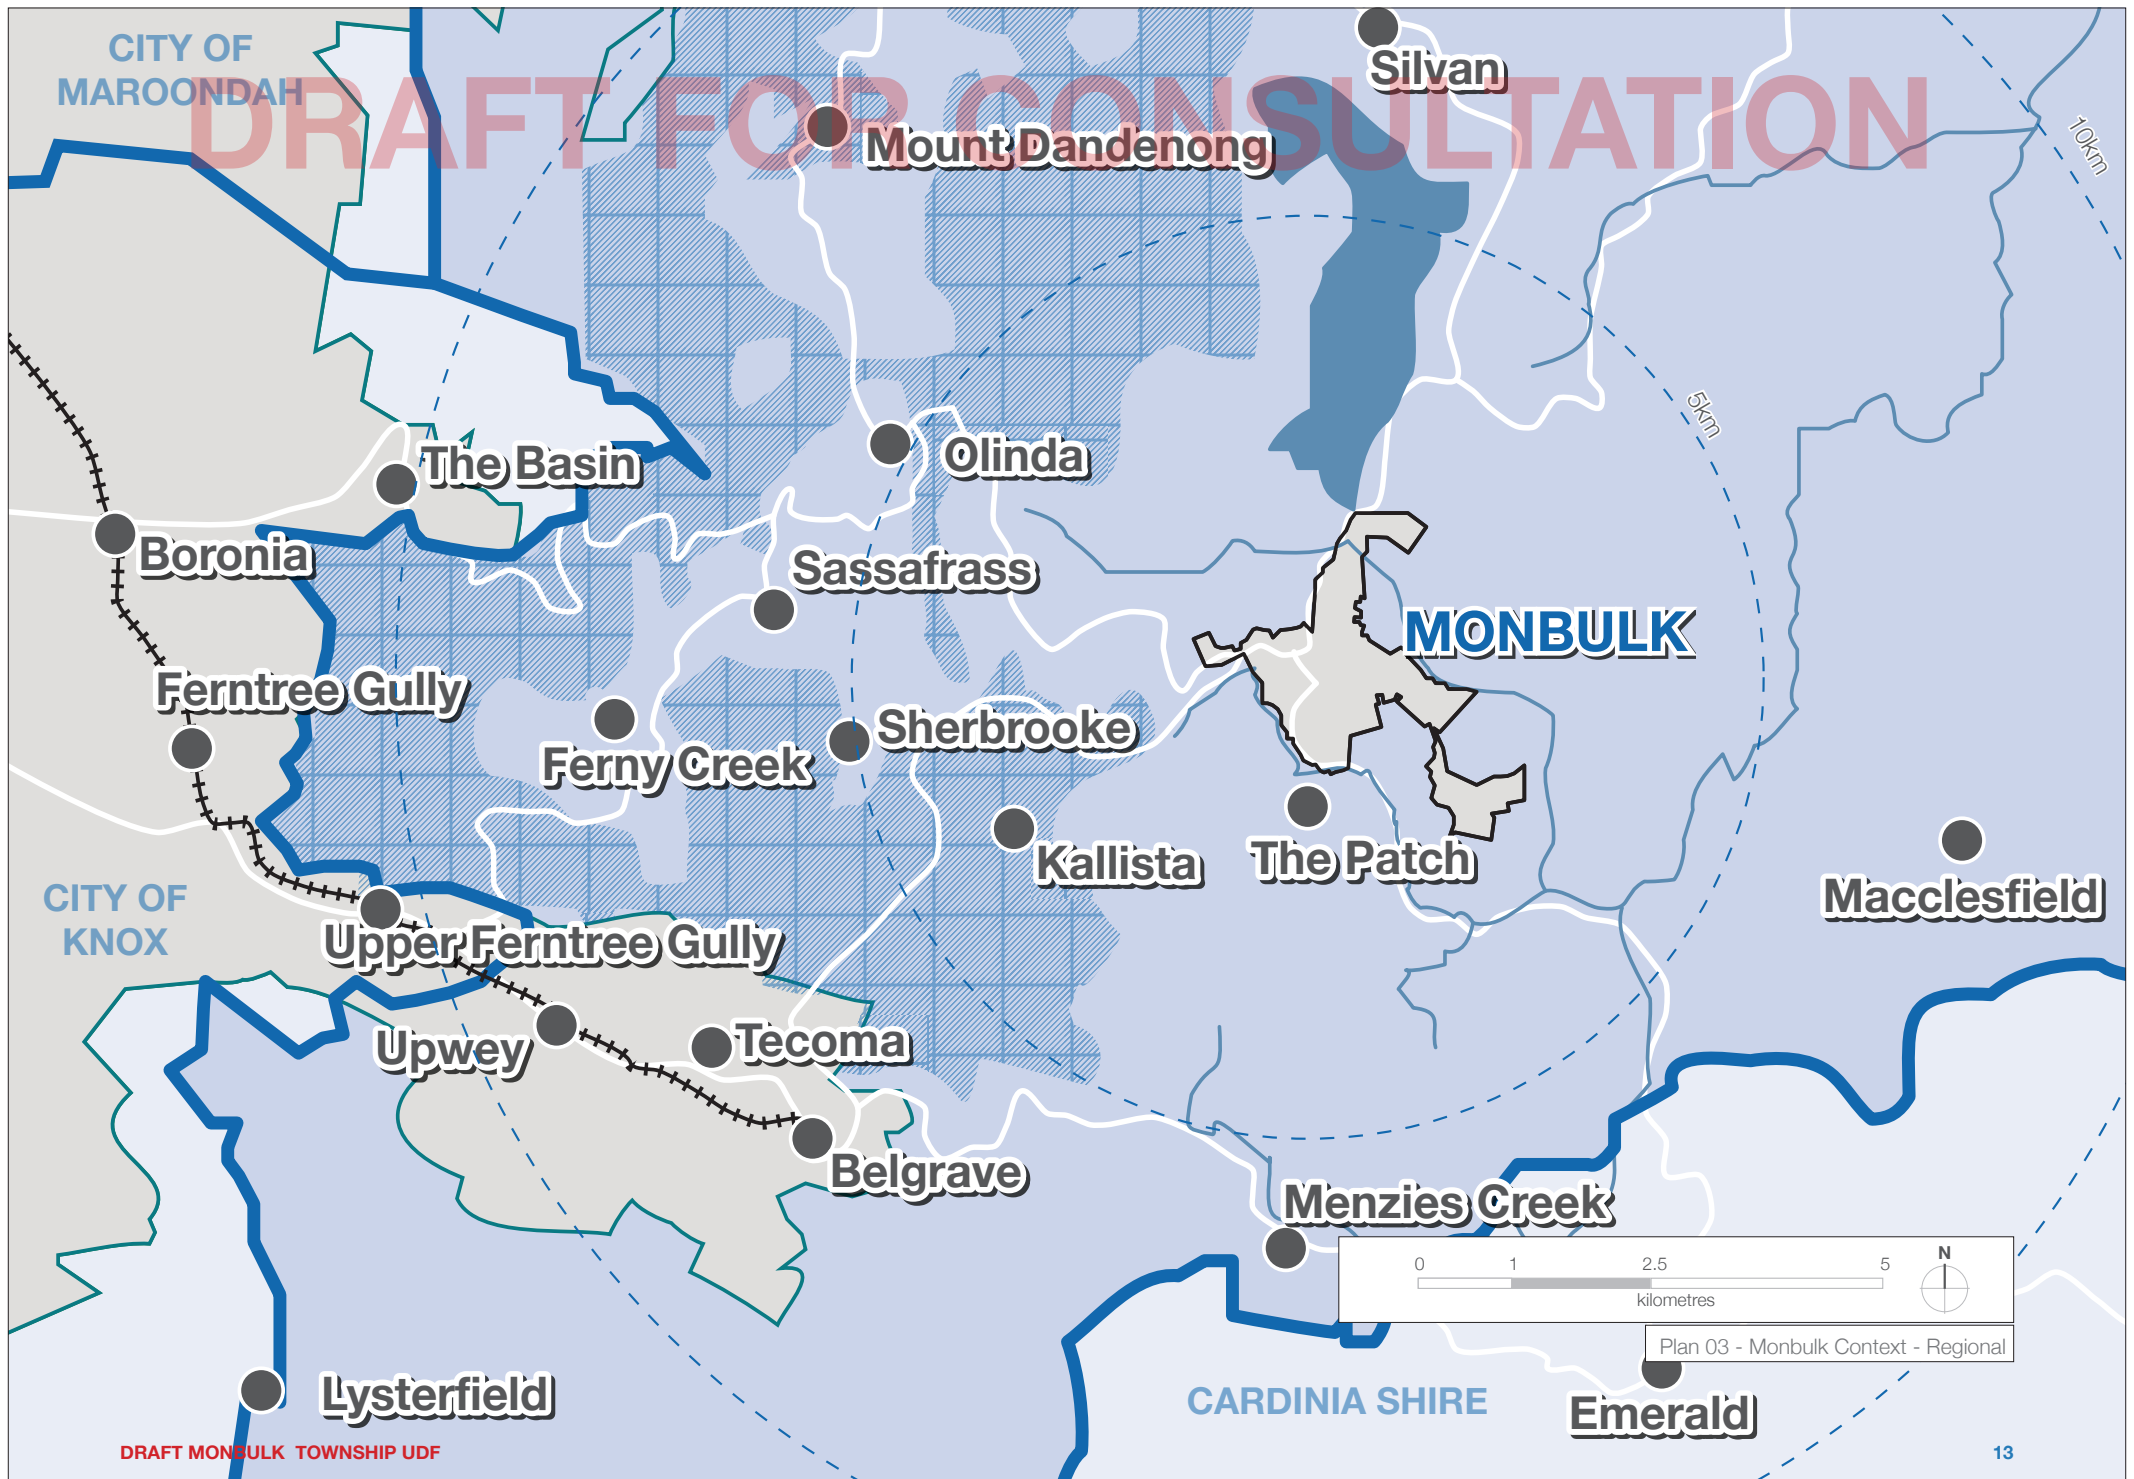 CITY OF
MAROONDAH
Silvan
DRAFT FOR CONSULTATION
10km
Mount Dandenong
5km
Olinda
The Basin
Boronia
Sassafrass
MONBULK
Ferntree Gully
Sherbrooke
Ferny Creek
Kallista
The Patch
Macclesfield
CITY OF
KNOX
Upper Ferntree Gully
Upwey
Tecoma
Belgrave
Menzies Creek
0 1 2.5 5
kilometres
N
Plan 03 - Monbulk Context - Regional
Lysterfield
CARDINIA SHIRE
Emerald
DRAFT MONBULK TOWNSHIP UDF
13